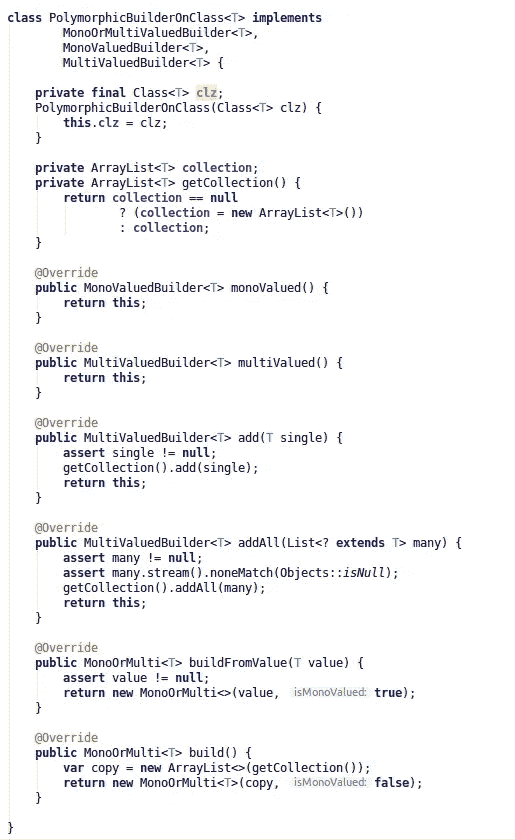 class PolymorphicBuilderOnClass<T> implements
        MonoOrMultiValuedBuilder<T>,
        MonoValuedBuilder<T>,
        MultiValuedBuilder<T> {

    private final Class<T> clz;
    PolymorphicBuilderOnClass(Class<T> clz) {
        this.clz = clz;
    }

    private ArrayList<T> collection;
    private ArrayList<T> getCollection() {
        return collection == null
                ? (collection = new ArrayList<T>())
                : collection;
    }

    @Override
    public MonoValuedBuilder<T> monoValued() {
        return this;
    }

    @Override
    public MultiValuedBuilder<T> multiValued() {
        return this;
    }

    @Override
    public MultiValuedBuilder<T> add(T single) {
        assert single != null;
        getCollection().add(single);
        return this;
    }

    @Override
    public MultiValuedBuilder<T> addAll(List<? extends T> many) {
        assert many != null;
        assert many.stream().noneMatch(Objects::isNull);
        getCollection().addAll(many);
        return this;
    }

    @Override
    public MonoOrMulti<T> buildFromValue(T value) {
        assert value != null;
        return new MonoOrMulti<>(value, isMonoValued: true);
    }

    @Override
    public MonoOrMulti<T> build() {
        var copy = new ArrayList<>(getCollection());
        return new MonoOrMulti<T>(copy, isMonoValued: false);
    }

}